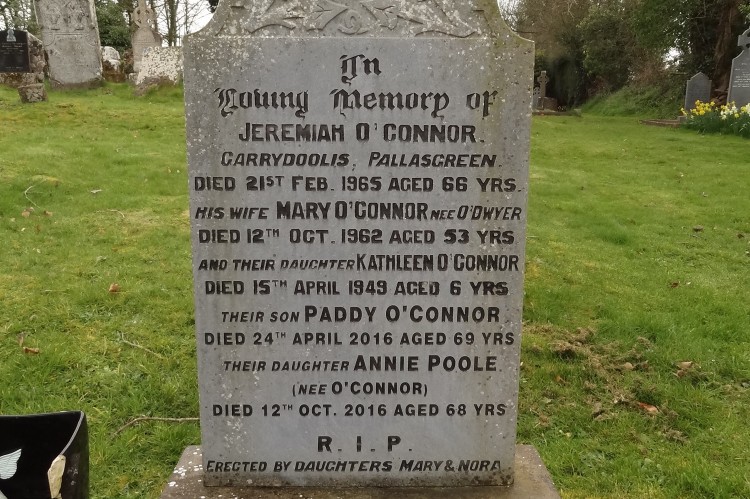 In
Loving Memory of
JEREMIAH O'CONNOR.
GARRYDOOLIS, PALLASGREEN.
DIED 21ST FEB. 1965 AGED 66 YRS.
HIS WIFE MARY O'CONNOR NEE O'DWYER
DIED 12TH OCT. 1962 AGED 53 YRS
AND THEIR DAUGHTER KATHLEEN O'CONNOR
DIED 15TH APRIL 1949 AGED 6 YRS
THEIR SON PADDY O'CONNOR
DIED 24TH APRIL 2016 AGED 69 YRS
THEIR DAUGHTER ANNIE POOLE.
(NEE O'CONNOR)
DIED 12TH OCT. 2016 AGED 68 YRS
R. I. P.
ERECTED BY DAUGHTERS MARY & NORA